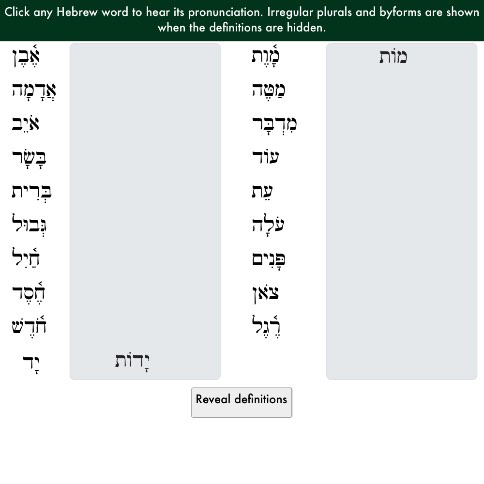 Click any Hebrew word to hear its pronunciation. Irregular plurals and byforms are shown
when the definitions are hidden.
אֶ֫בֶן
אֲדָמָה
אֹיֵב
בָּשָׂר
בְּרִית
גְּבוּל
חַ֫יִל
חֶ֫סֶד
חֹ֫דֶשׁ
יָד יָדוֹת
מָ֫וֶת מוֹת
מַטֶּה
מִדְבָּר
עוֹד
עֵת
עֹלָה
פָּנִים
צֹאן
רֶ֫גֶל
Reveal definitions